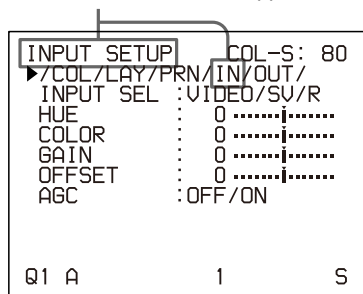 INPUT SETUP COL-S: 80
▶/COL/LAY/PRN/IN/OUT/
INPUT SEL :VIDEO/SV/R
HUE : 0
COLOR : 0
GAIN : 0
OFFSET : 0
AGC :OFF/ON
Q1 A 1 S